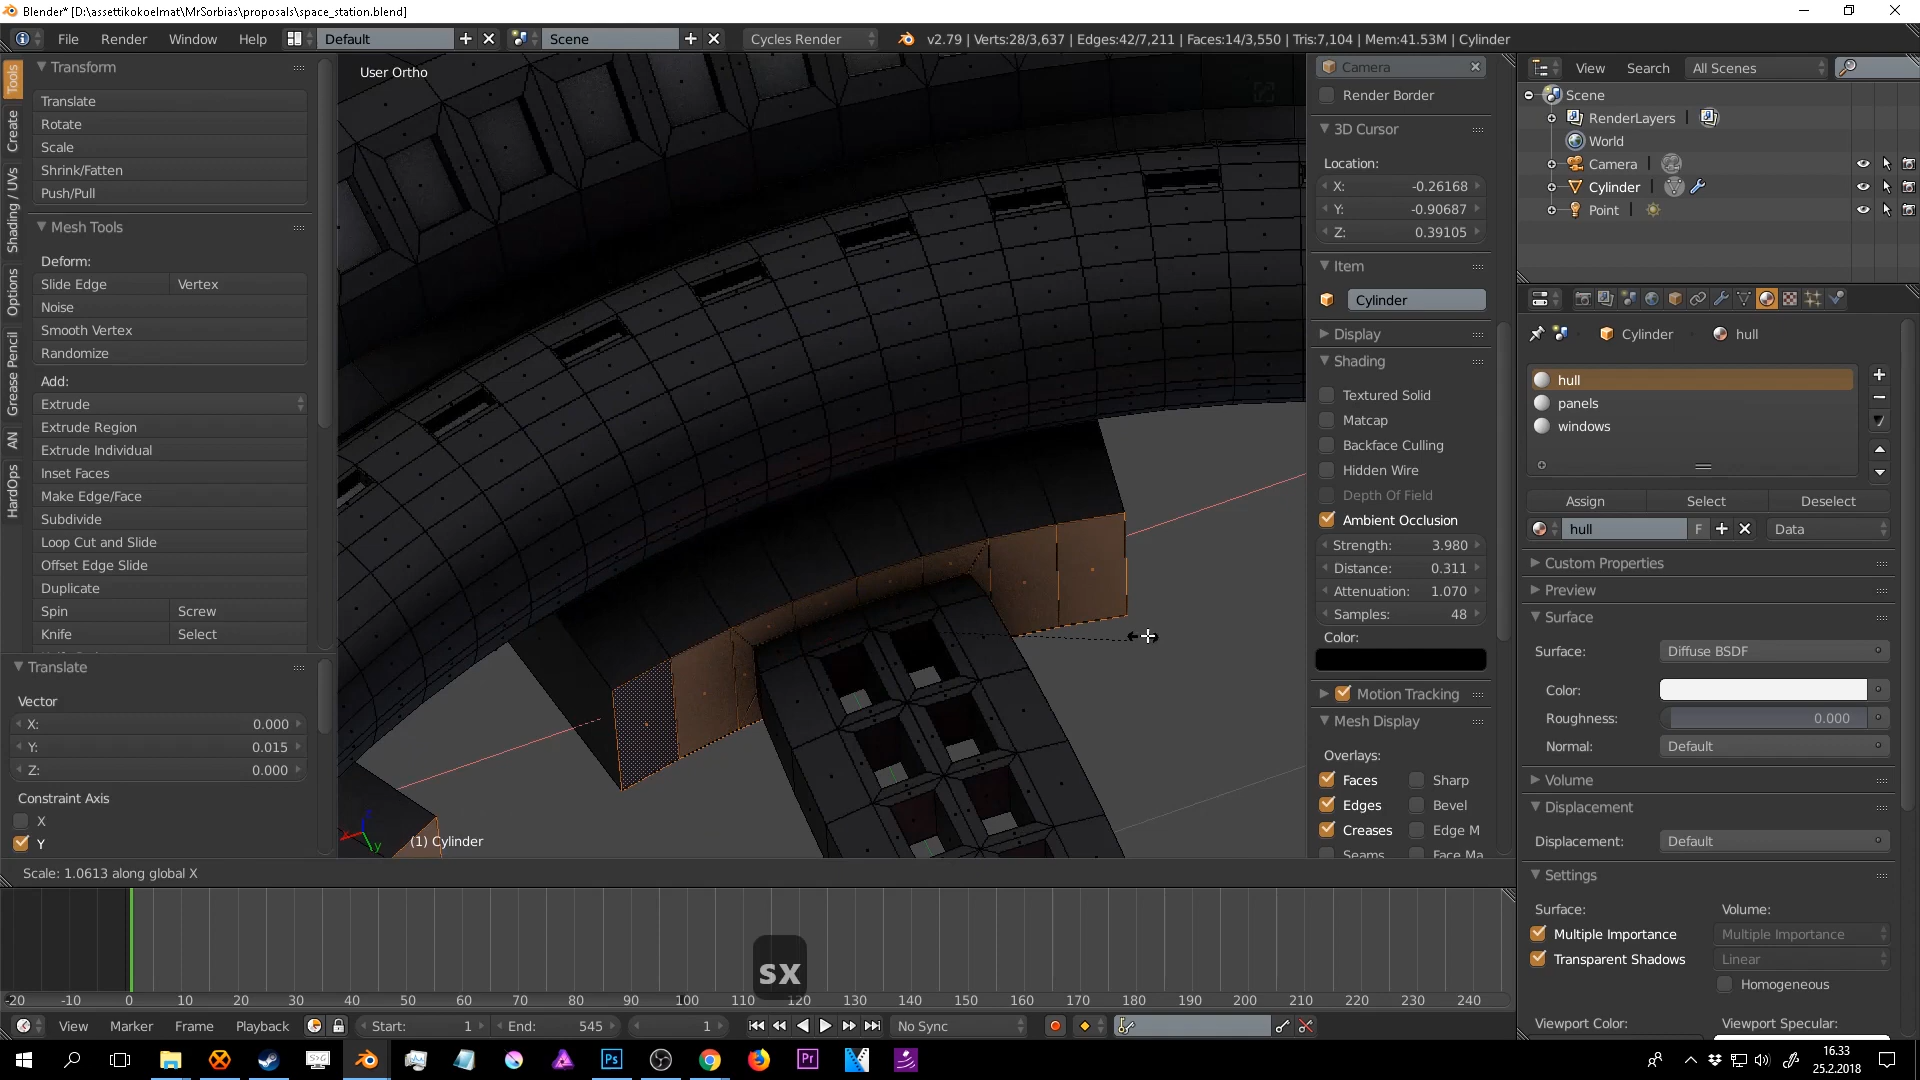 Blender* [D:\assettikokoelmat\MrSorbias\proposals\space_station.blend]
File Render Window Help Default Scene Cycles Render v2.79 | Verts:28/3,637 | Edges:42/7,211 | Faces:14/3,550 | Tris:7,104 | Mem:41.53M | Cylinder
Tools
Create
Shading / UVs
Options
Grease Pencil
AN
HardOps
Transform
Translate
Rotate
Scale
Shrink/Fatten
Push/Pull
Mesh Tools
Deform:
Slide Edge Vertex
Noise
Smooth Vertex
Randomize
Add:
Extrude
Extrude Region
Extrude Individual
Inset Faces
Make Edge/Face
Subdivide
Loop Cut and Slide
Offset Edge Slide
Duplicate
Spin Screw
Knife Select
Translate
Vector
X: 0.000
Y: 0.015
Z: 0.000
Constraint Axis
X
Y
User Ortho
(1) Cylinder
Scale: 1.0613 along global X
Camera
Render Border
3D Cursor
Location:
X: -0.26168
Y: -0.90687
Z: 0.39105
Item
Cylinder
Display
Shading
Textured Solid
Matcap
Backface Culling
Hidden Wire
Depth Of Field
Ambient Occlusion
Strength: 3.980
Distance: 0.311
Attenuation: 1.070
Samples: 48
Color:
Motion Tracking
Mesh Display
Overlays:
Faces Sharp
Edges Bevel
Creases Edge M
Seams Face Ma
View Search All Scenes
Scene
RenderLayers
World
Camera
Cylinder
Point
Cylinder hull
hull
panels
windows
Assign Select Deselect
hull F Data
Custom Properties
Preview
Surface
Surface: Diffuse BSDF
Color:
Roughness: 0.000
Normal: Default
Volume
Displacement
Displacement: Default
Settings
Surface: Volume:
Multiple Importance Multiple Importance
Transparent Shadows Linear
Homogeneous
Viewport Color: Viewport Specular:
sx
-20 -10 0 10 20 30 40 50 60 70 80 90 100 110 120 130 140 150 160 170 180 190 200 210 220 230 240
View Marker Frame Playback Start: 1 End: 545 1 No Sync
Ps
Pr
16.33
25.2.2018